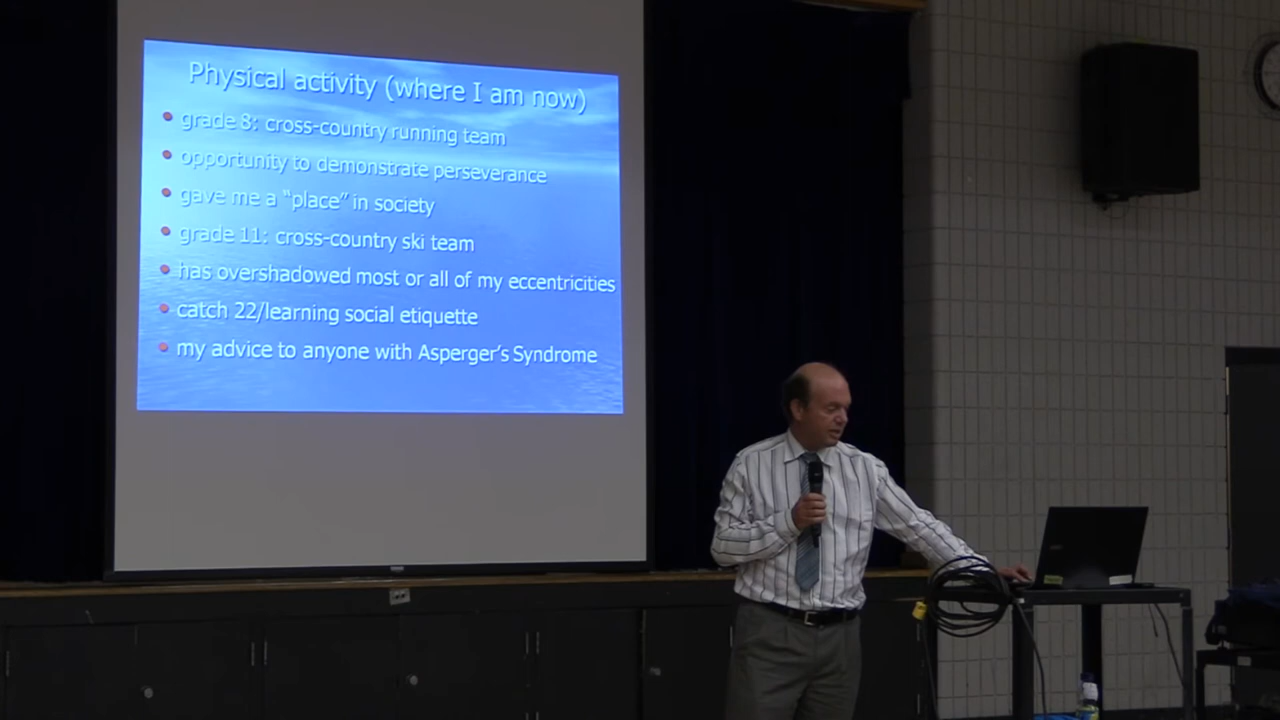 Physical activity (where I am now)
grade 8: cross-country running team
opportunity to demonstrate perseverance
gave me a “place” in society
grade 11: cross-country ski team
has overshadowed most or all of my eccentricities
catch 22/learning social etiquette
my advice to anyone with Asperger’s Syndrome